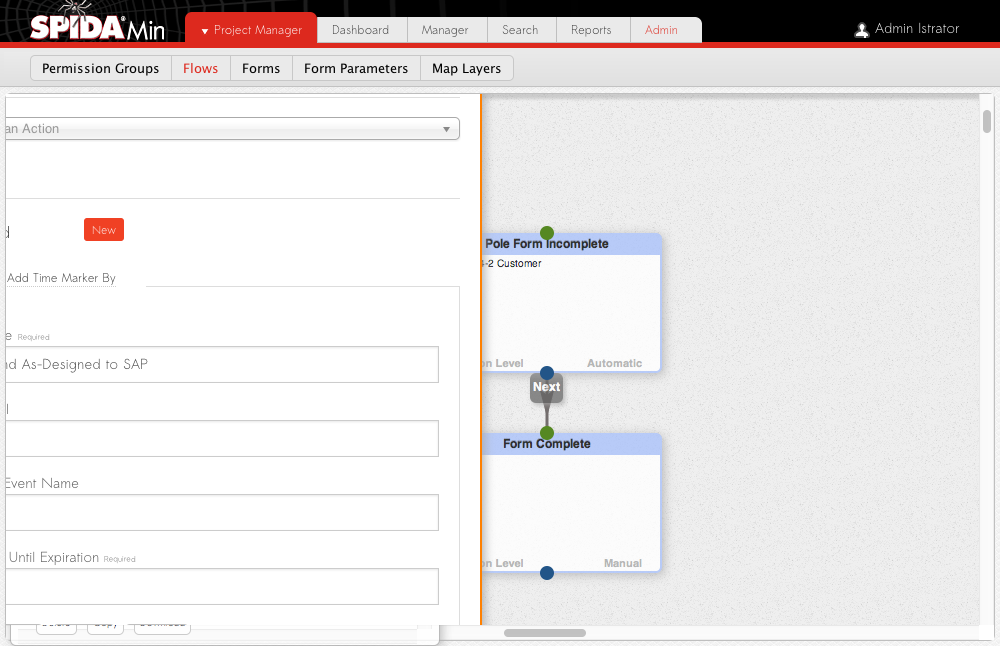 SPIDA® Min
Project Manager
Dashboard
Manager
Search
Reports
Admin
Admin Istrator
Permission Groups
Flows
Forms
Form Parameters
Map Layers
an Action
New
Add Time Marker By
Required
As-Designed to SAP
Event Name
Until Expiration Required
Pole Form Incomplete
-2 Customer
Level
Automatic
Next
Form Complete
Level
Manual
Copy
Download